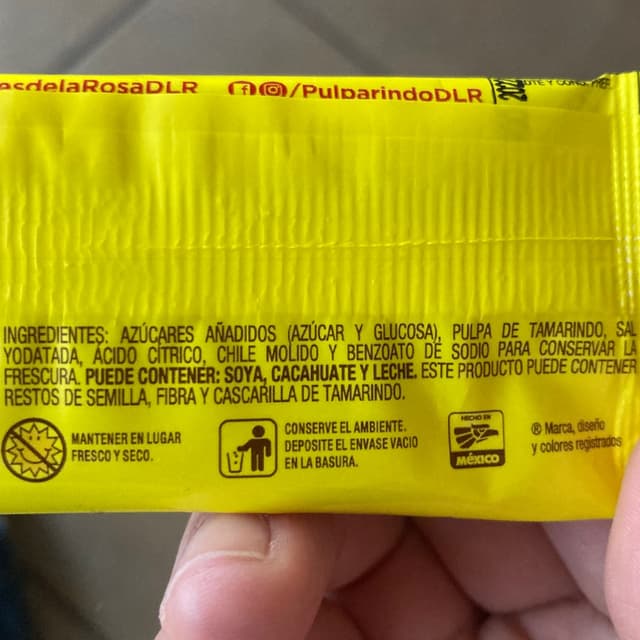 esdelaRosaDLR /PulparindoDLR
INGREDIENTES: AZÚCARES AÑADIDOS (AZÚCAR Y GLUCOSA), PULPA DE TAMARINDO, SAL
YODATADA, ÁCIDO CÍTRICO, CHILE MOLIDO Y BENZOATO DE SODIO PARA CONSERVAR LA
FRESCURA. PUEDE CONTENER: SOYA, CACAHUATE Y LECHE. ESTE PRODUCTO PUEDE CONTENER
RESTOS DE SEMILLA, FIBRA Y CASCARILLA DE TAMARINDO.
MANTENER EN LUGAR
FRESCO Y SECO.
CONSERVE EL AMBIENTE.
DEPOSITE EL ENVASE VACIO
EN LA BASURA.
HECHO EN
MÉXICO
® Marca, diseño
y colores registrados